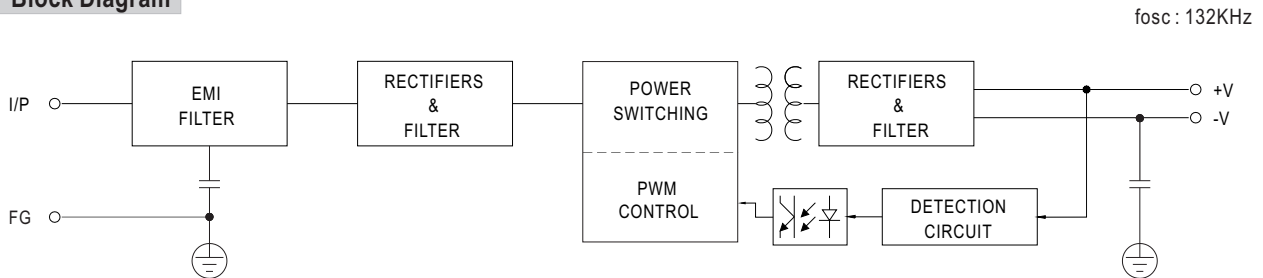 Block Diagram
fosc : 132KHz
I/P
EMI
FILTER
RECTIFIERS
&
FILTER
POWER
SWITCHING
PWM
CONTROL
RECTIFIERS
&
FILTER
+V
-V
DETECTION
CIRCUIT
FG